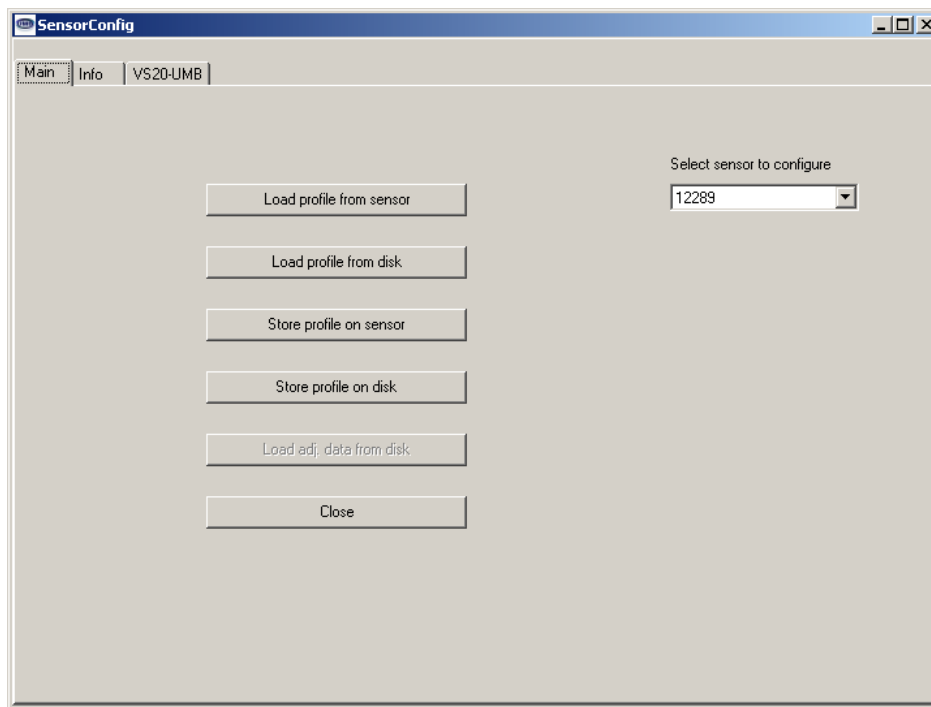 SensorConfig
Main Info VS20-UMB
Select sensor to configure
Load profile from sensor
12289
Load profile from disk
Store profile on sensor
Store profile on disk
Load adj. data from disk
Close